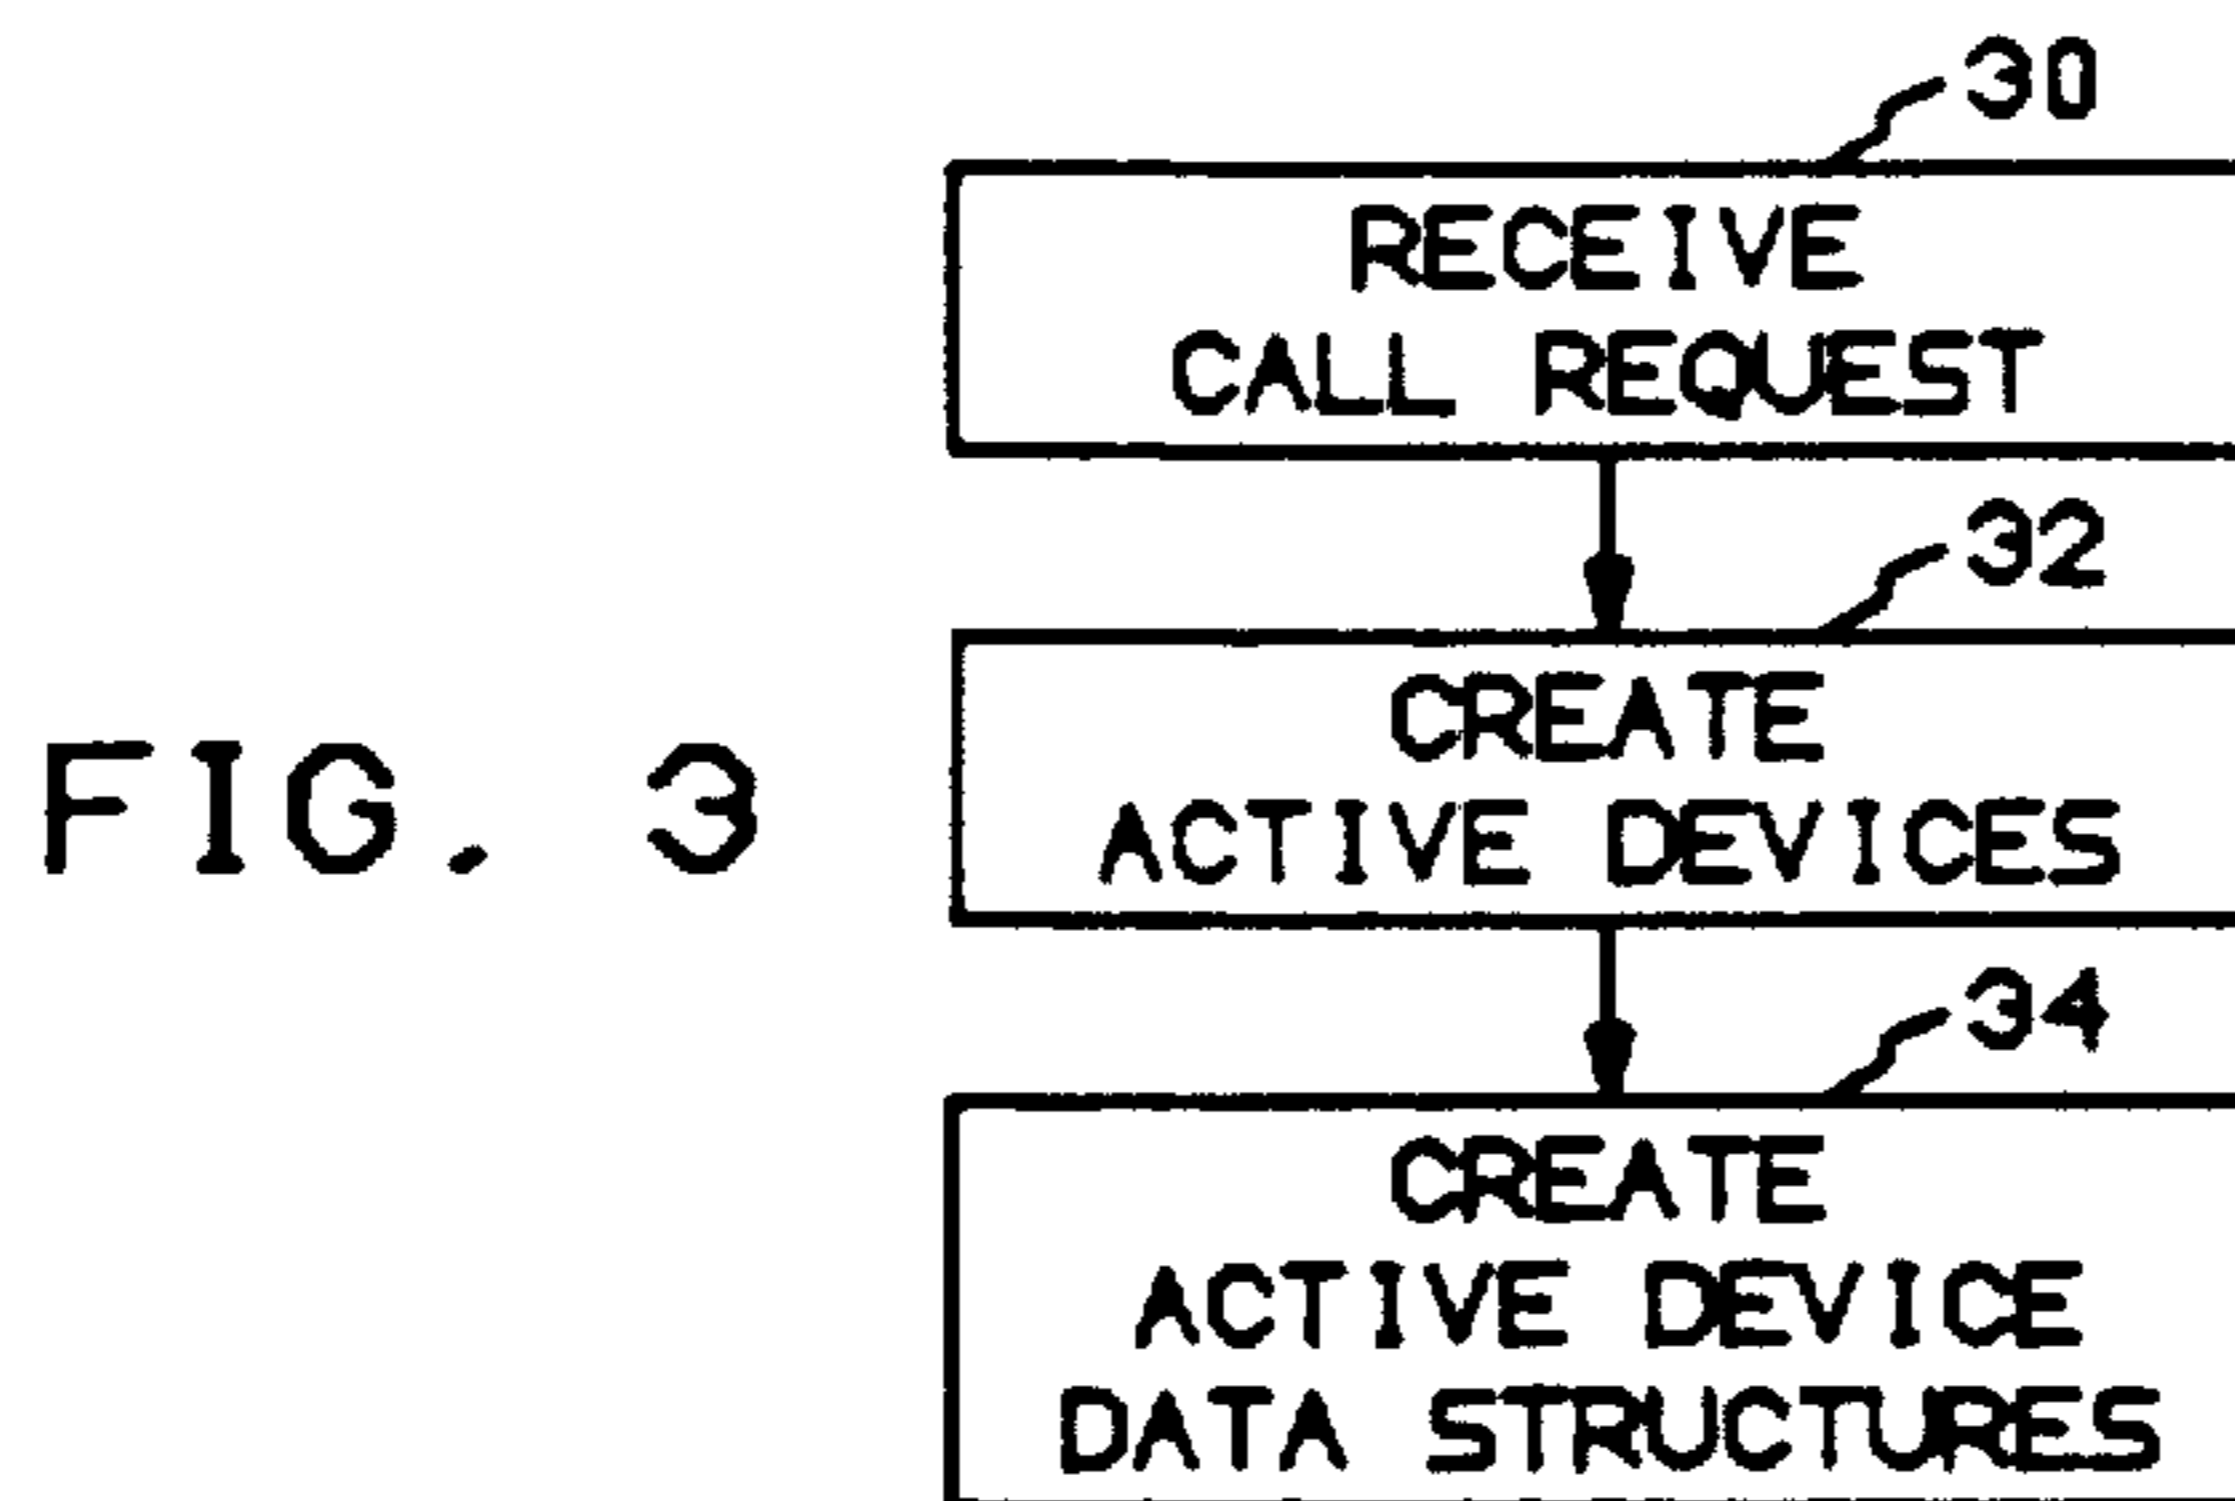 30
RECEIVE
CALL REQUEST
32
CREATE
ACTIVE DEVICES
FIG. 3
34
CREATE
ACTIVE DEVICE
DATA STRUCTURES